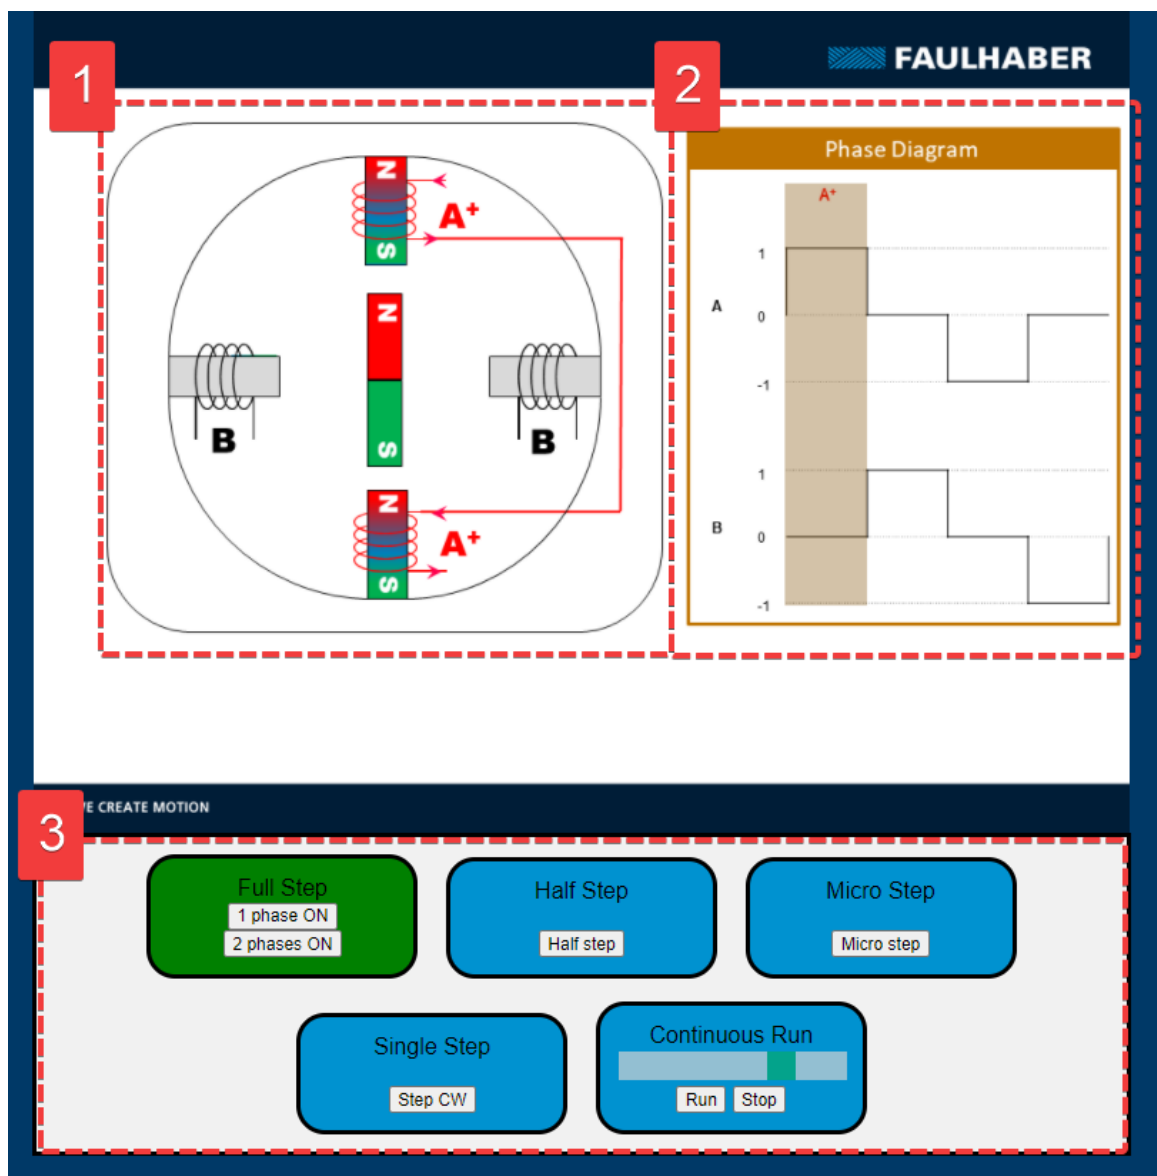 1
2
FAULHABER
Phase Diagram
N
A+
S
N
S
B
B
N
A+
S
A+
1
A
0
-1
1
B
0
-1
E CREATE MOTION
3
Full Step
1 phase ON
2 phases ON
Half Step
Half step
Micro Step
Micro step
Single Step
Step CW
Continuous Run
Run Stop